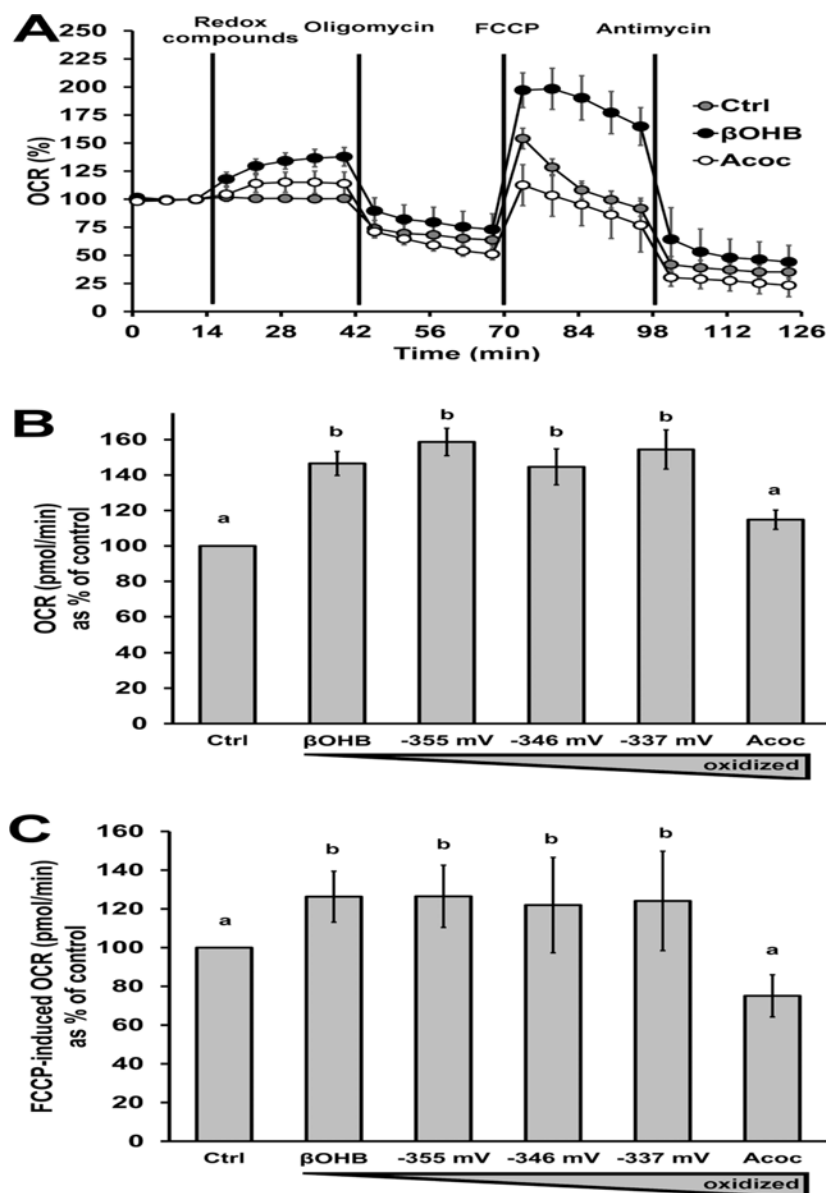 A
Redox compounds
Oligomycin
FCCP
Antimycin
OCR (%)
250
225
200
175
150
125
100
75
50
25
0
Ctrl
βOHB
Acoc
0 14 28 42 56 70 84 98 112 126
Time (min)
B
OCR (pmol/min)
as % of control
160
140
120
100
80
60
40
20
0
a b b b b a
Ctrl βOHB -355 mV -346 mV -337 mV Acoc
oxidized
C
FCCP-induced OCR (pmol/min)
as % of control
160
140
120
100
80
60
40
20
0
a b b b b a
Ctrl βOHB -355 mV -346 mV -337 mV Acoc
oxidized